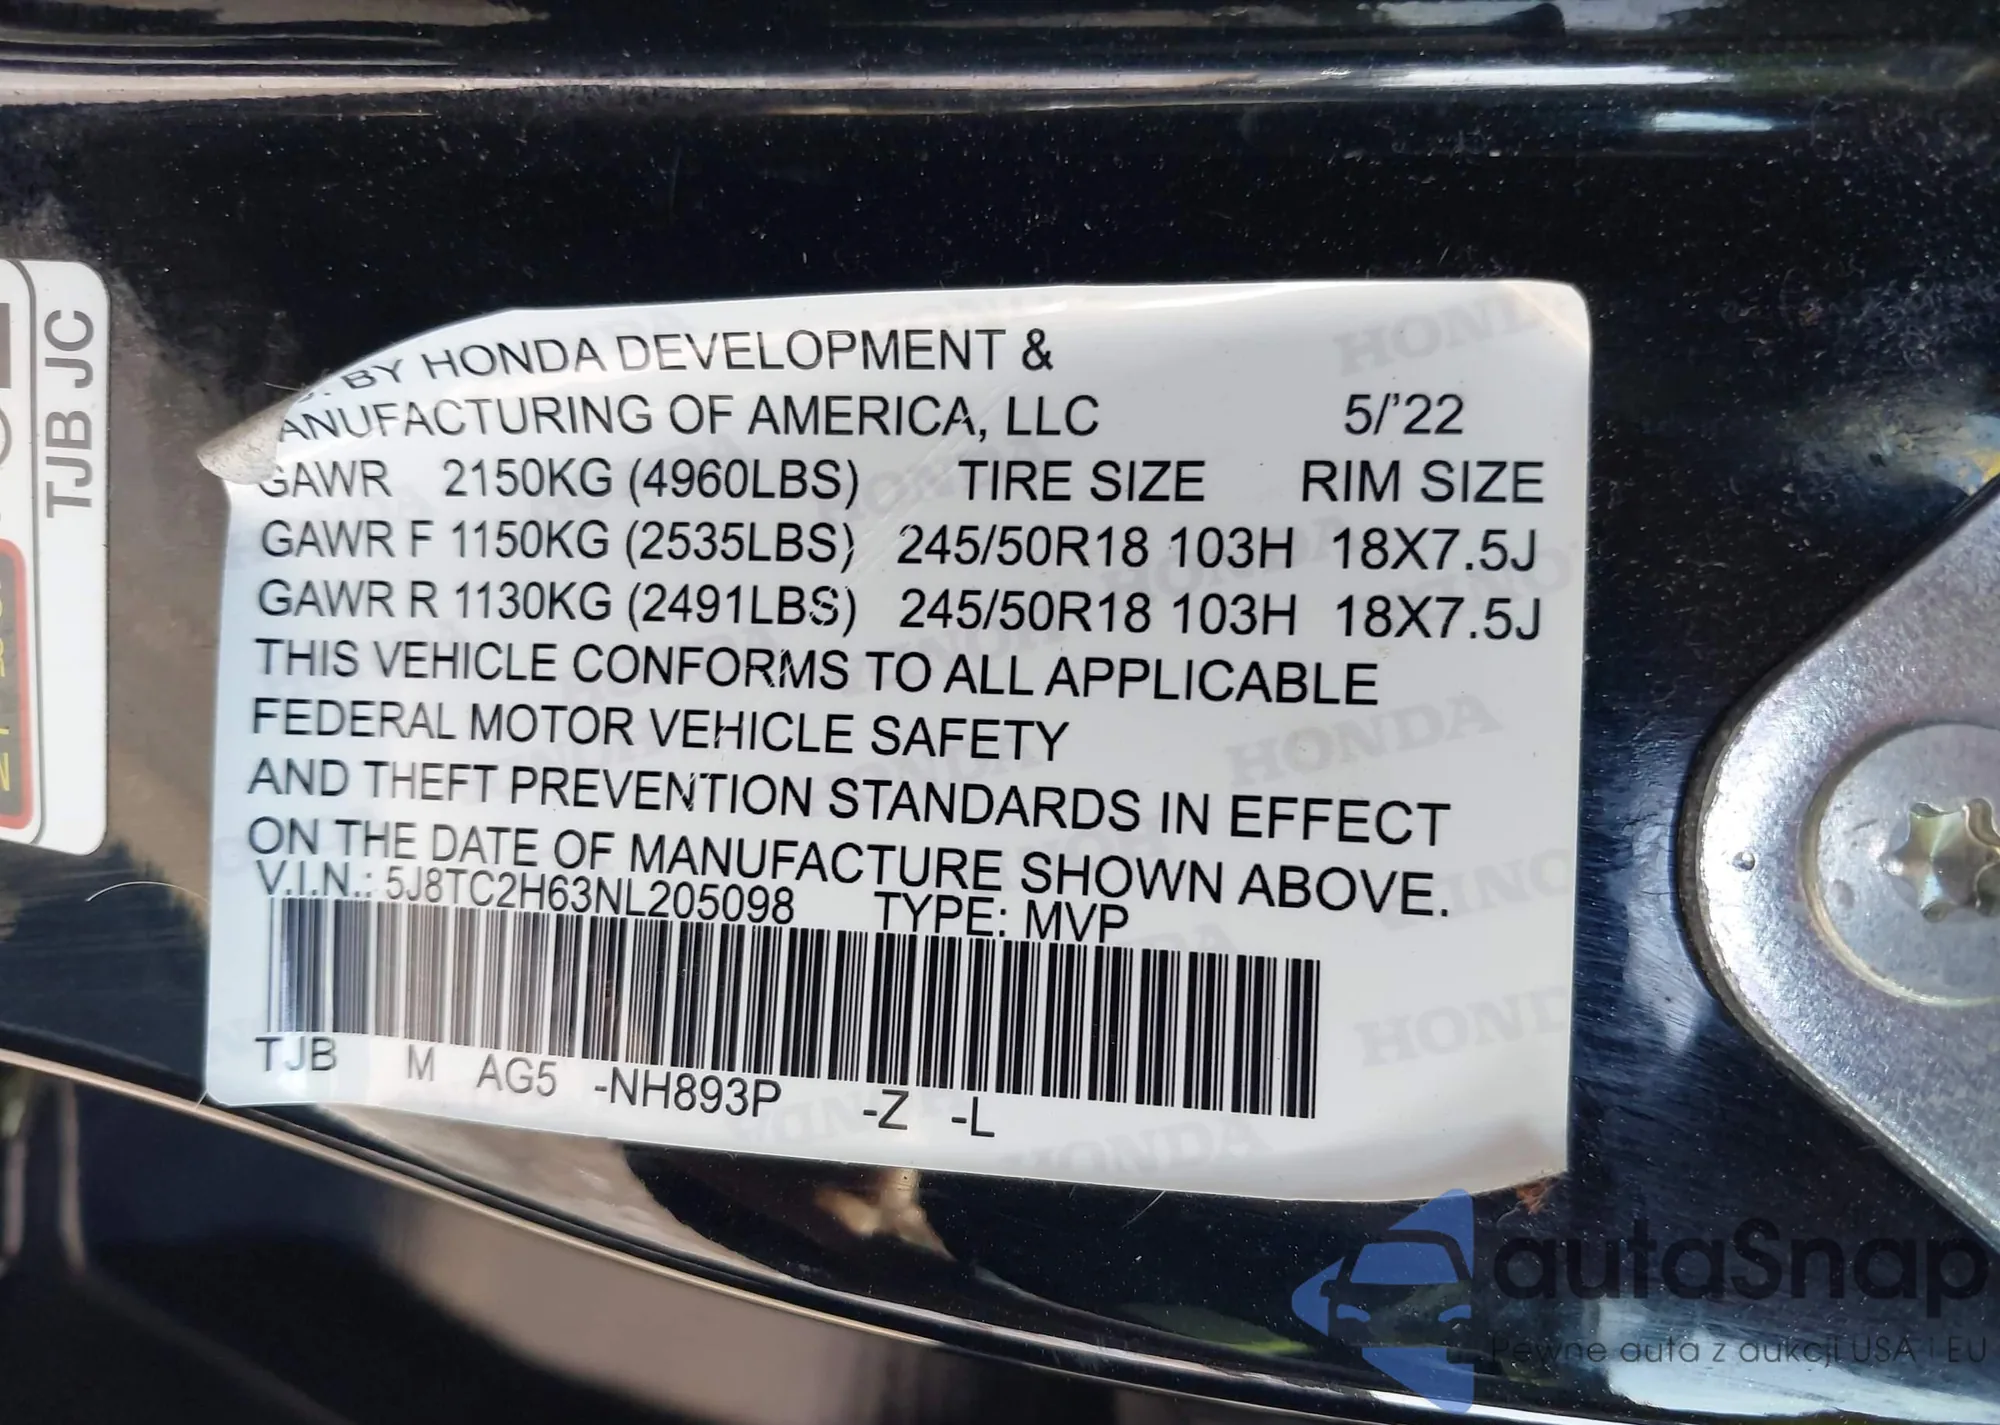 TJB JC
BY HONDA DEVELOPMENT &
ANUFACTURING OF AMERICA, LLC 5/'22
GAWR 2150KG (4960LBS) TIRE SIZE RIM SIZE
GAWR F 1150KG (2535LBS) 245/50R18 103H 18X7.5J
GAWR R 1130KG (2491LBS) 245/50R18 103H 18X7.5J
THIS VEHICLE CONFORMS TO ALL APPLICABLE
FEDERAL MOTOR VEHICLE SAFETY
AND THEFT PREVENTION STANDARDS IN EFFECT
ON THE DATE OF MANUFACTURE SHOWN ABOVE.
V.I.N.: 5J8TC2H63NL205098 TYPE: MVP
TJB M AG5 -NH893P -Z -L
autaSnap
Pewne auta z aukcji USA i EU